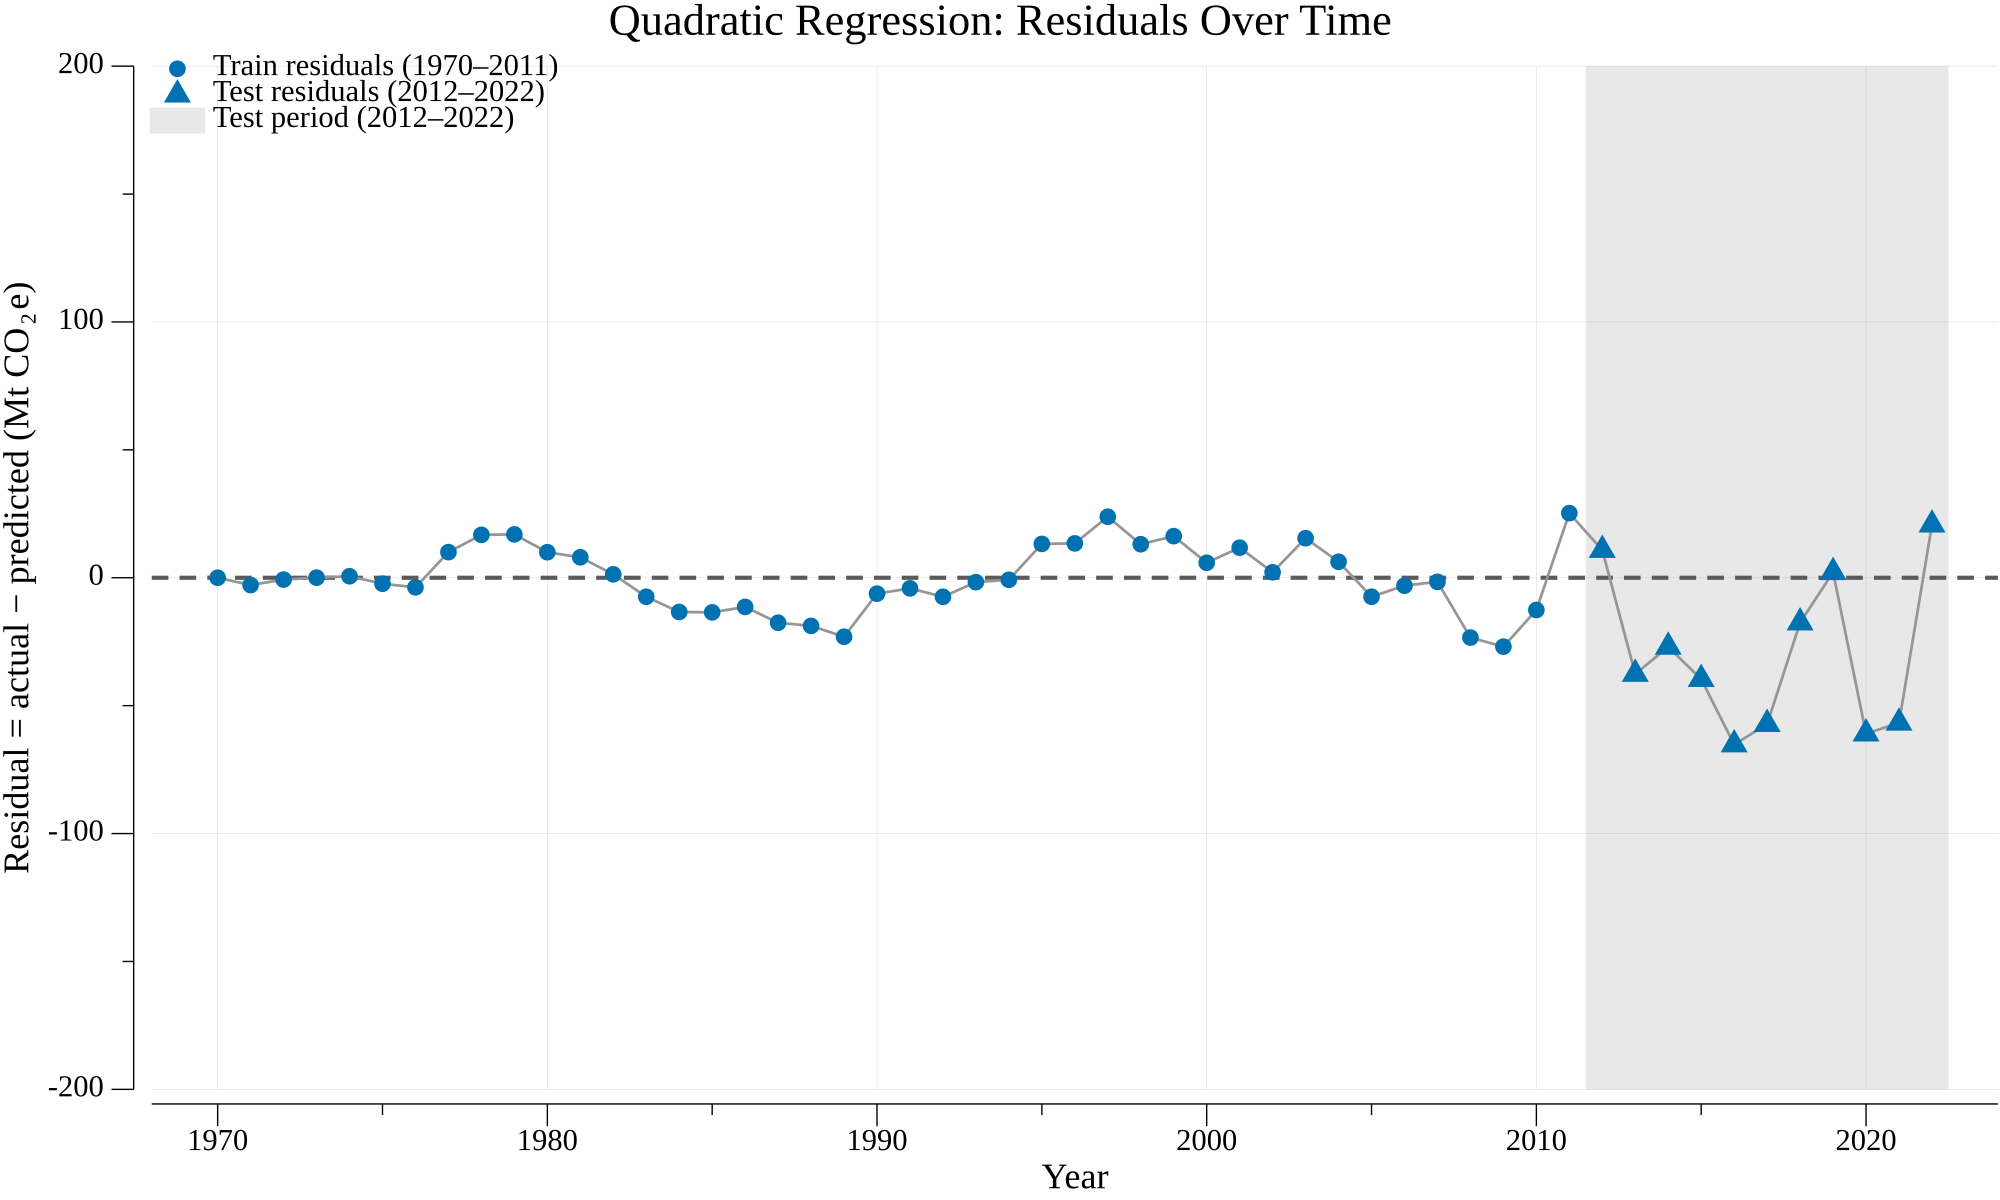 Quadratic Regression: Residuals Over Time
Train residuals (1970–2011)
Test residuals (2012–2022)
Test period (2012–2022)
Residual = actual − predicted (Mt CO₂e)
200
100
0
-100
-200
1970 1980 1990 2000 2010 2020
Year